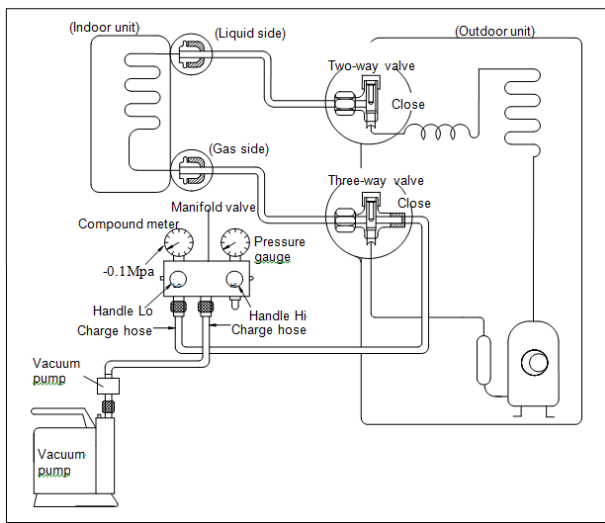 (Indoor unit)
(Liquid side)
(Outdoor unit)
Two-way valve
Close
(Gas side)
Three-way valve
Close
Manifold valve
Compound meter
Pressure
gauge
-0.1Mpa
Lo
Handle Lo
Handle Hi
Charge hose
Charge hose
Vacuum
pump
Vacuum
pump